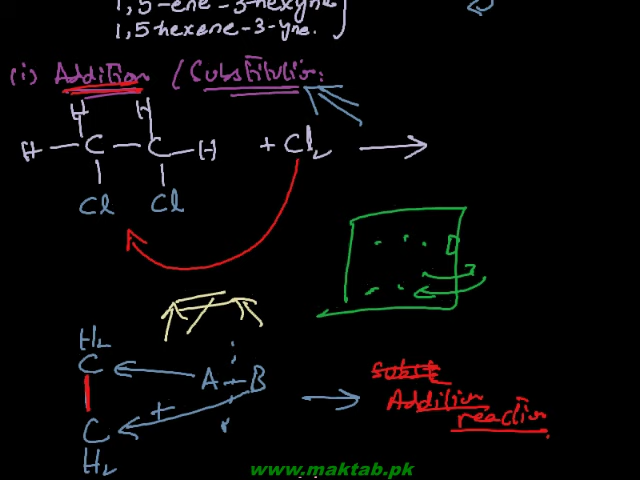 1,5-ene-3-hexyne
1,5-hexene-3-yne.
(i) Addition / Substitution:
H H
H — C — C — H + Cl₂ →
Cl Cl
H₂
C A + B →
Addition
reaction
+
C
H₂
www.maktab.pk